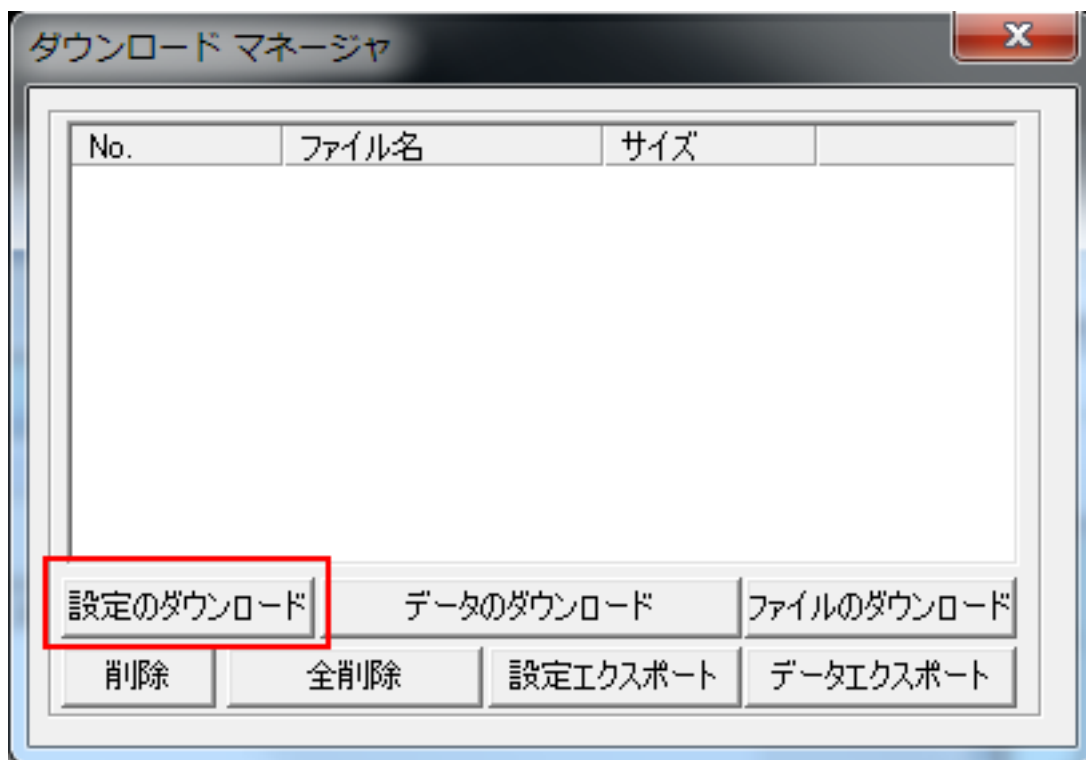 ダウンロード マネージャ
No. ファイル名 サイズ
設定のダウンロード データのダウンロード ファイルのダウンロード
削除 全削除 設定エクスポート データエクスポート